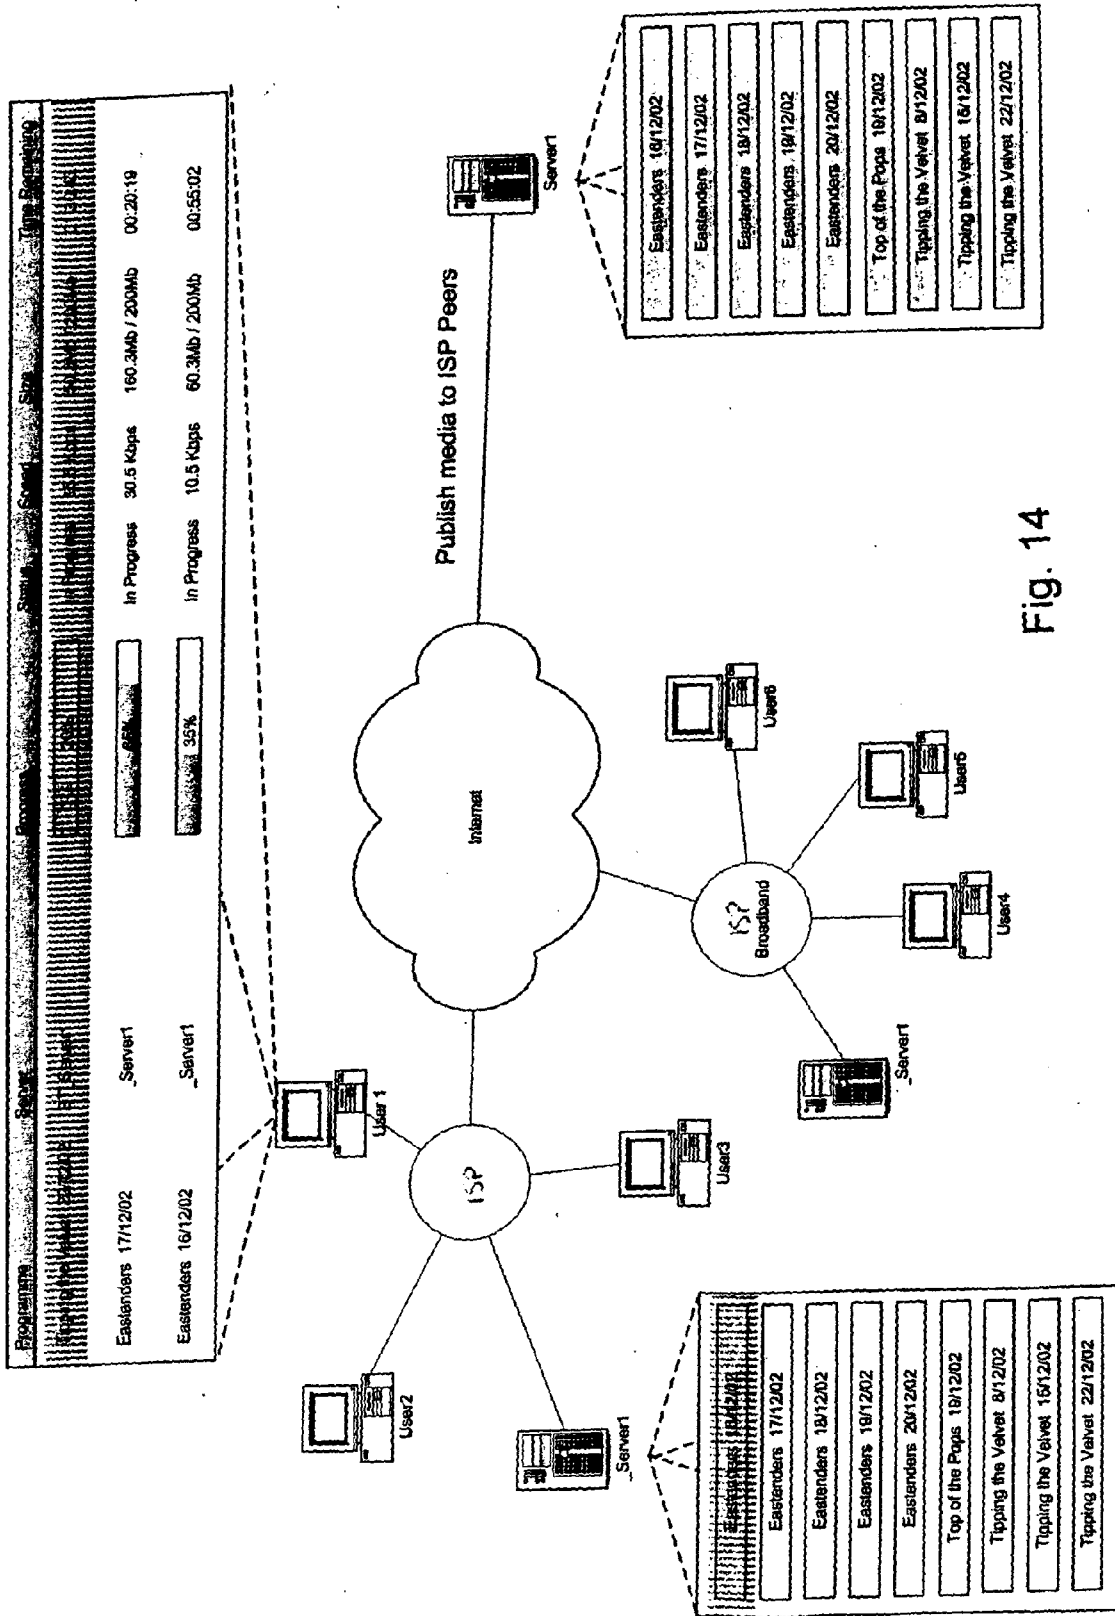 Programme Server Progress Status Speed Size Time Remaining
Eastenders 17/12/02 _Server1 In Progress 30.5 Kbps 160.3Mb / 200Mb 00:20:19
Eastenders 16/12/02 _Server1 35% In Progress 10.5 Kbps 60.3Mb / 200Mb 00:55:02
User 1
User2
_Server1
ISP
User3
Internet
Publish media to ISP Peers
Server1
ISP
Broadband
_Server1
User4
User5
User6
Eastenders 17/12/02
Eastenders 18/12/02
Eastenders 19/12/02
Eastenders 20/12/02
Top of the Pops 19/12/02
Tipping the Velvet 8/12/02
Tipping the Velvet 15/12/02
Tipping the Velvet 22/12/02
Eastenders 16/12/02
Eastenders 17/12/02
Eastenders 18/12/02
Eastenders 19/12/02
Eastenders 20/12/02
Top of the Pops 19/12/02
Tipping the Velvet 8/12/02
Tipping the Velvet 15/12/02
Tipping the Velvet 22/12/02
Fig. 14